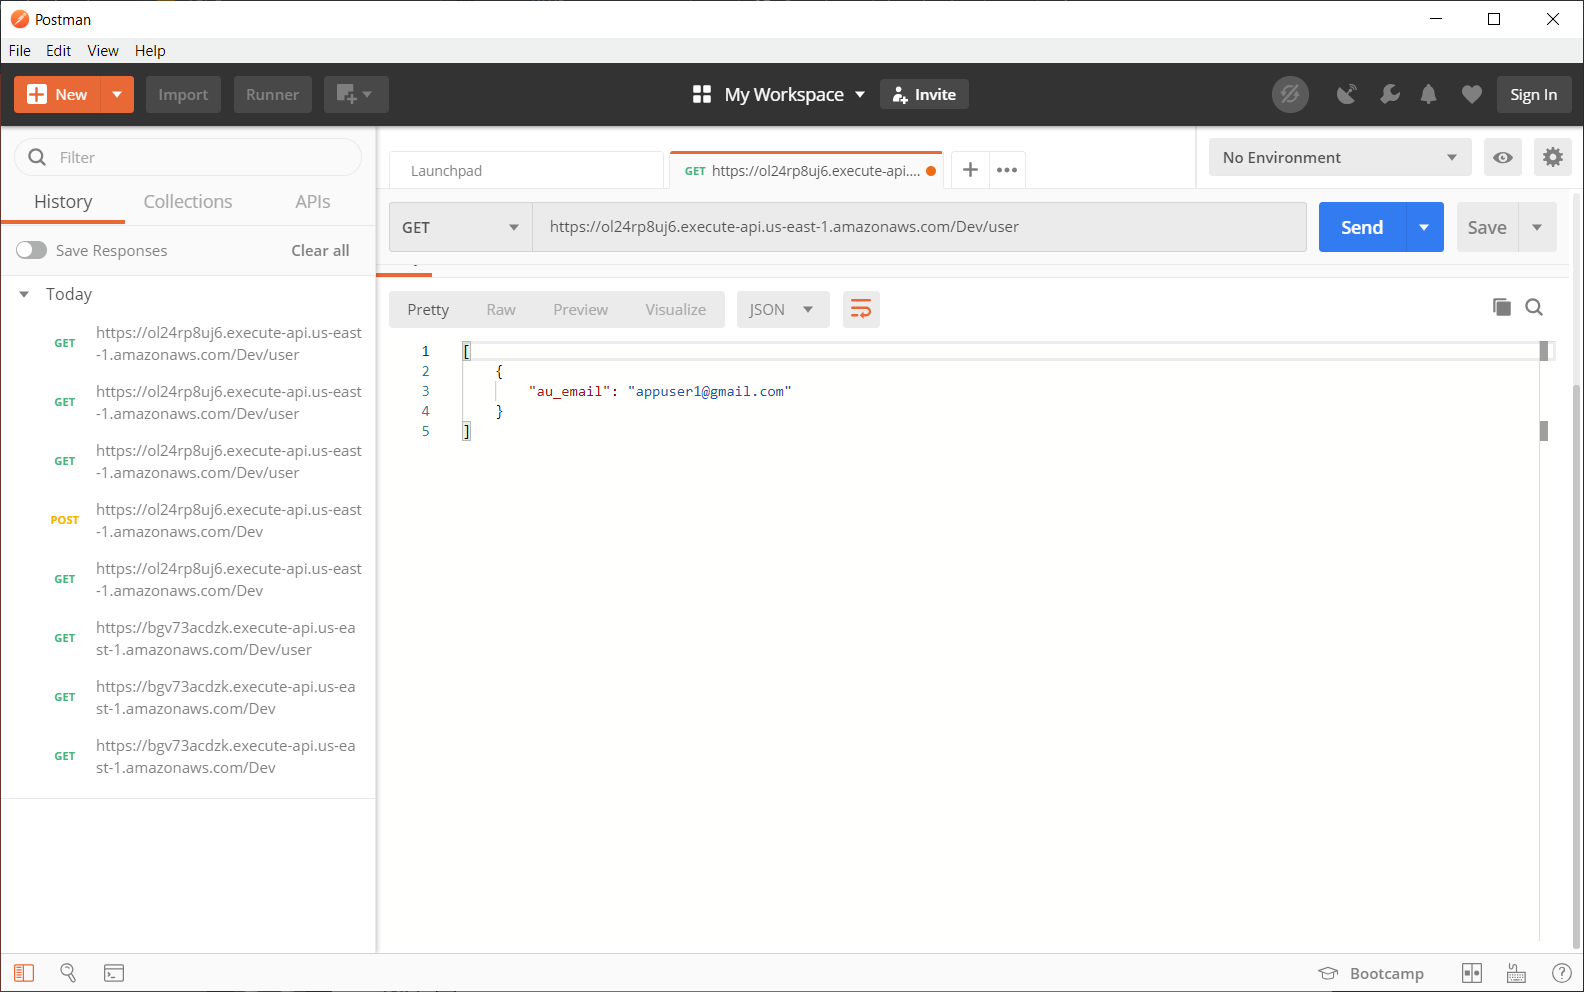 Postman
File Edit View Help
New Import Runner My Workspace Invite Sign In
Filter
History Collections APIs
Save Responses Clear all
Today
GET https://ol24rp8uj6.execute-api.us-east
-1.amazonaws.com/Dev/user
GET https://ol24rp8uj6.execute-api.us-east
-1.amazonaws.com/Dev/user
GET https://ol24rp8uj6.execute-api.us-east
-1.amazonaws.com/Dev/user
POST https://ol24rp8uj6.execute-api.us-east
-1.amazonaws.com/Dev
GET https://ol24rp8uj6.execute-api.us-east
-1.amazonaws.com/Dev
GET https://bgv73acdzk.execute-api.us-ea
st-1.amazonaws.com/Dev/user
GET https://bgv73acdzk.execute-api.us-ea
st-1.amazonaws.com/Dev
GET https://bgv73acdzk.execute-api.us-ea
st-1.amazonaws.com/Dev
Launchpad GET https://ol24rp8uj6.execute-api.... No Environment
GET https://ol24rp8uj6.execute-api.us-east-1.amazonaws.com/Dev/user Send Save
Pretty Raw Preview Visualize JSON
1 [
2 {
3 "au_email": "appuser1@gmail.com"
4 }
5 ]
Bootcamp